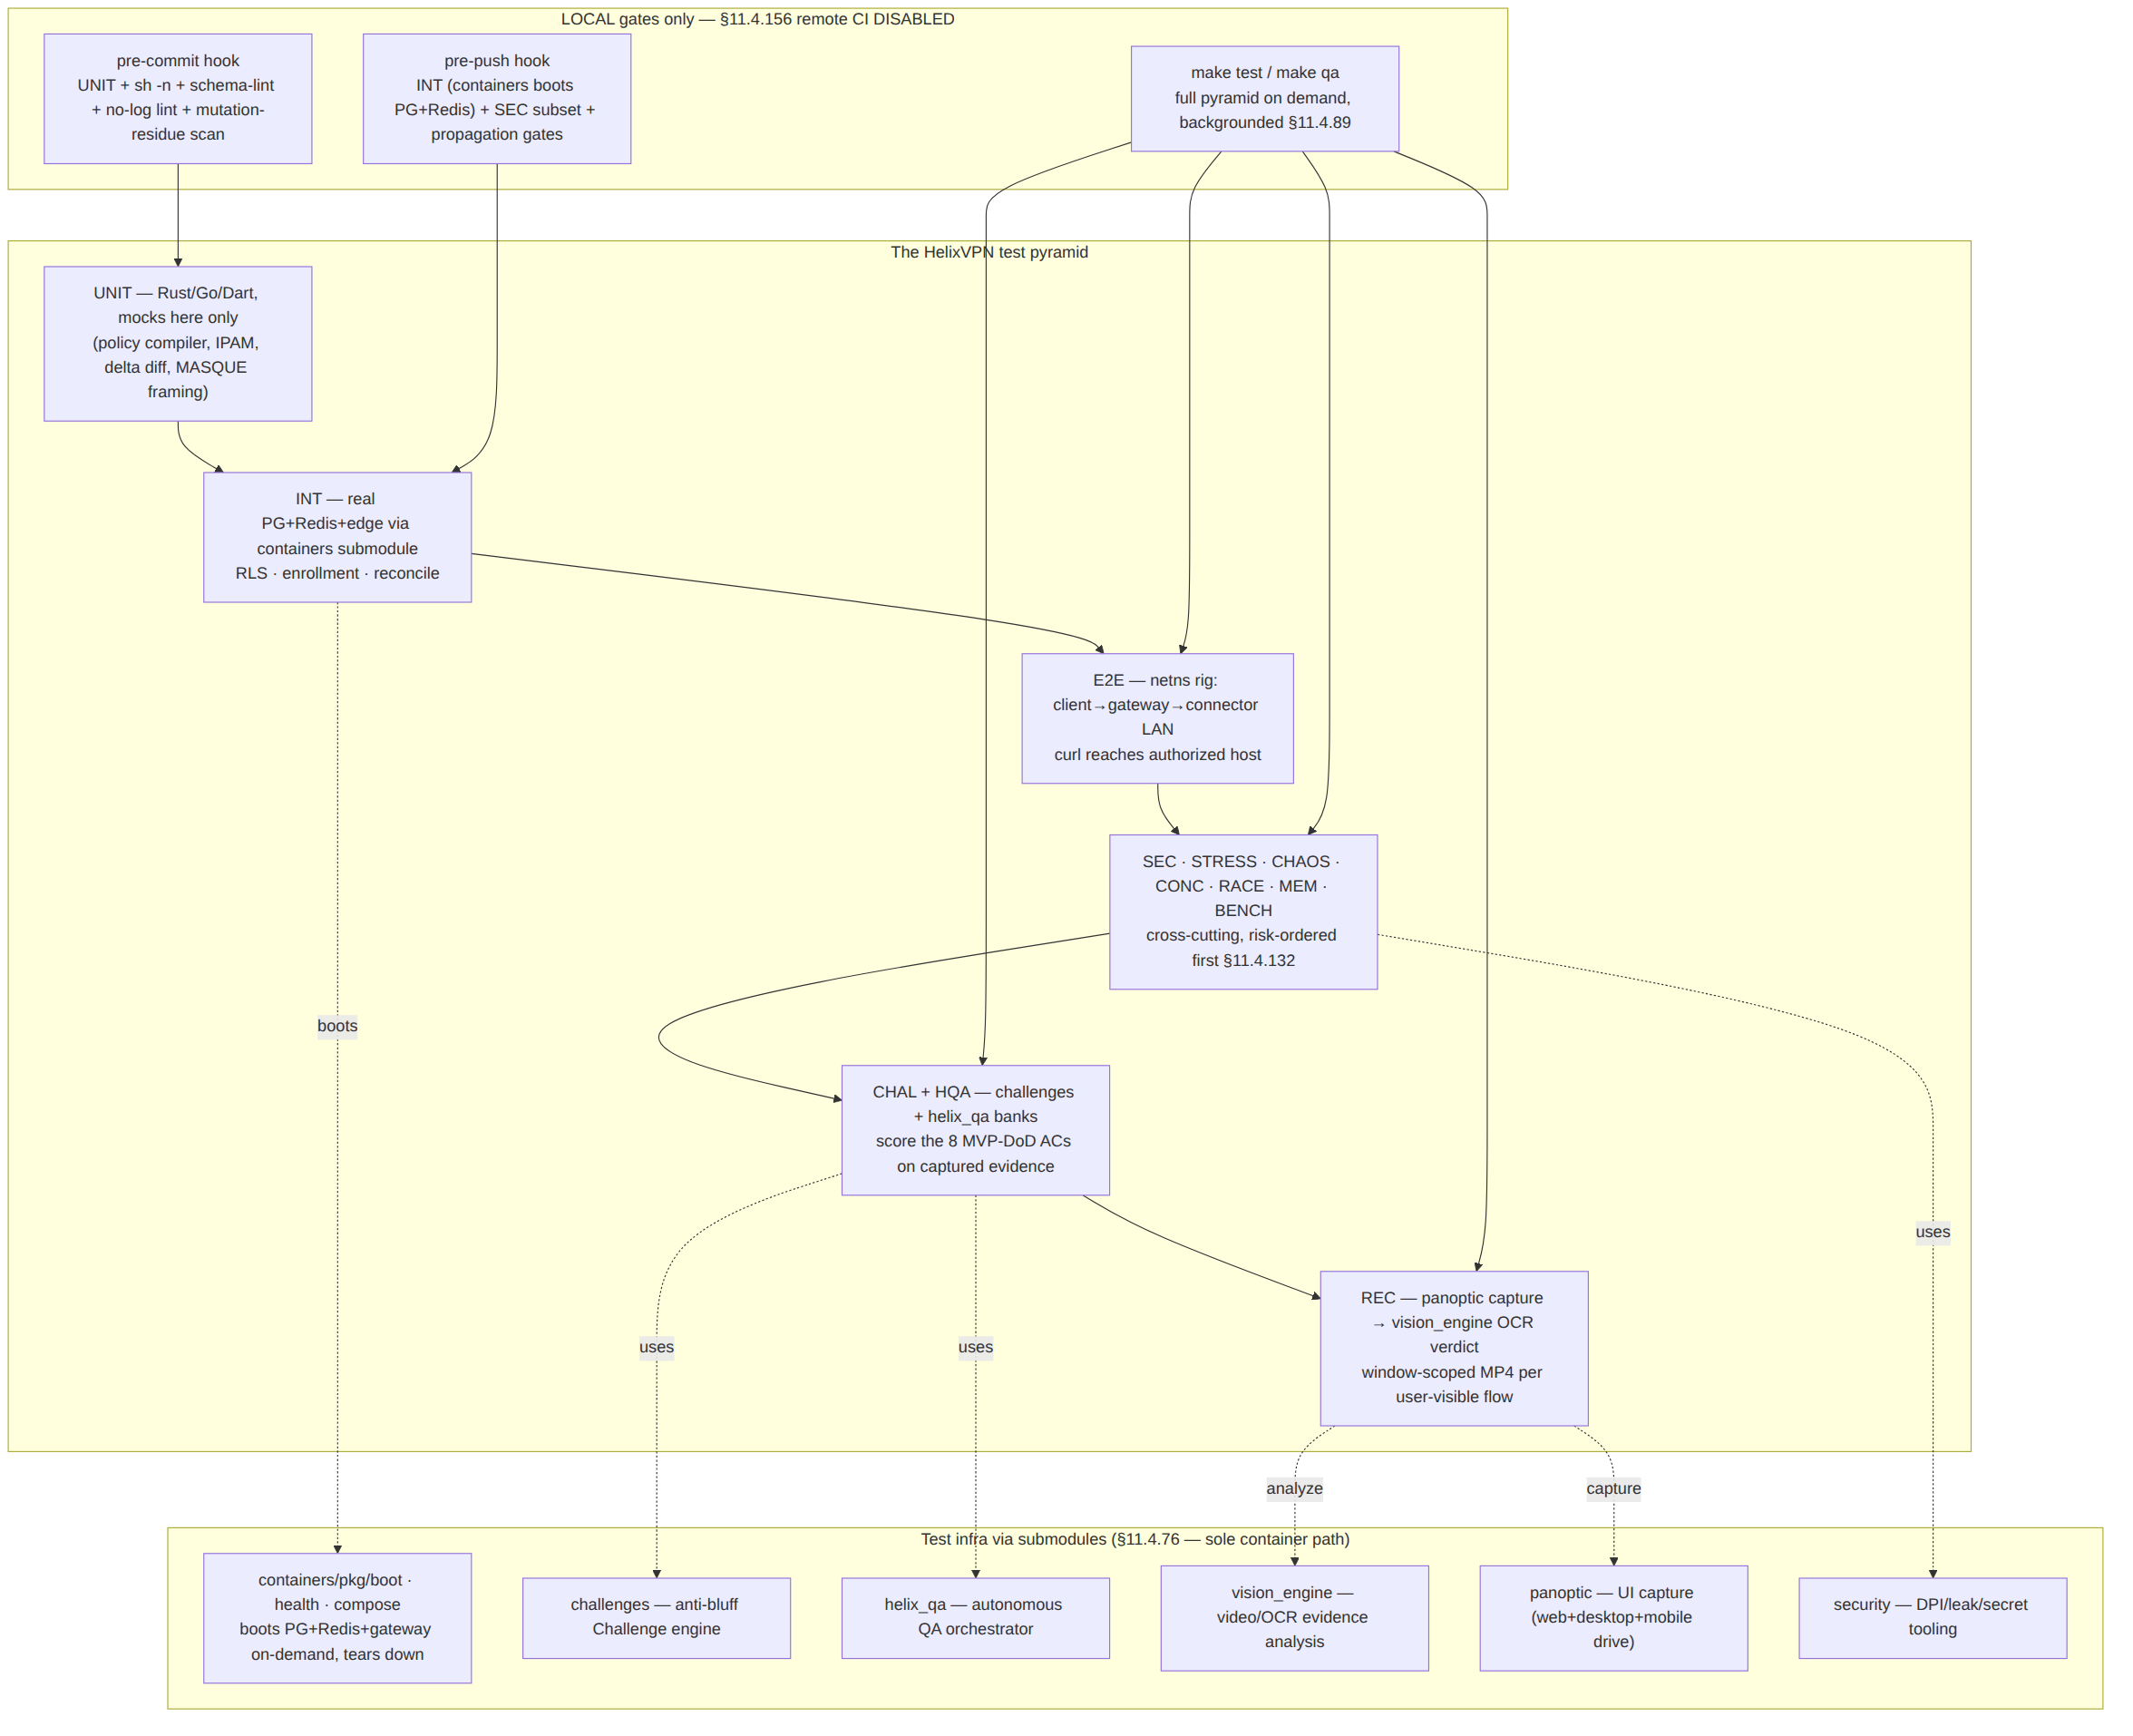 LOCAL gates only — §11.4.156 remote CI DISABLED
pre-commit hook
UNIT + sh -n + schema-lint
+ no-log lint + mutation-
residue scan
pre-push hook
INT (containers boots
PG+Redis) + SEC subset +
propagation gates
make test / make qa
full pyramid on demand,
backgrounded §11.4.89
The HelixVPN test pyramid
UNIT — Rust/Go/Dart,
mocks here only
(policy compiler, IPAM,
delta diff, MASQUE
framing)
INT — real
PG+Redis+edge via
containers submodule
RLS · enrollment · reconcile
E2E — netns rig:
client→gateway→connector
LAN
curl reaches authorized host
SEC · STRESS · CHAOS ·
CONC · RACE · MEM ·
BENCH
cross-cutting, risk-ordered
first §11.4.132
boots
CHAL + HQA — challenges
+ helix_qa banks
score the 8 MVP-DoD ACs
on captured evidence
uses
REC — panoptic capture
→ vision_engine OCR
verdict
window-scoped MP4 per
user-visible flow
uses
uses
analyze
capture
Test infra via submodules (§11.4.76 — sole container path)
containers/pkg/boot ·
health · compose
boots PG+Redis+gateway
on-demand, tears down
challenges — anti-bluff
Challenge engine
helix_qa — autonomous
QA orchestrator
vision_engine —
video/OCR evidence
analysis
panoptic — UI capture
(web+desktop+mobile
drive)
security — DPI/leak/secret
tooling